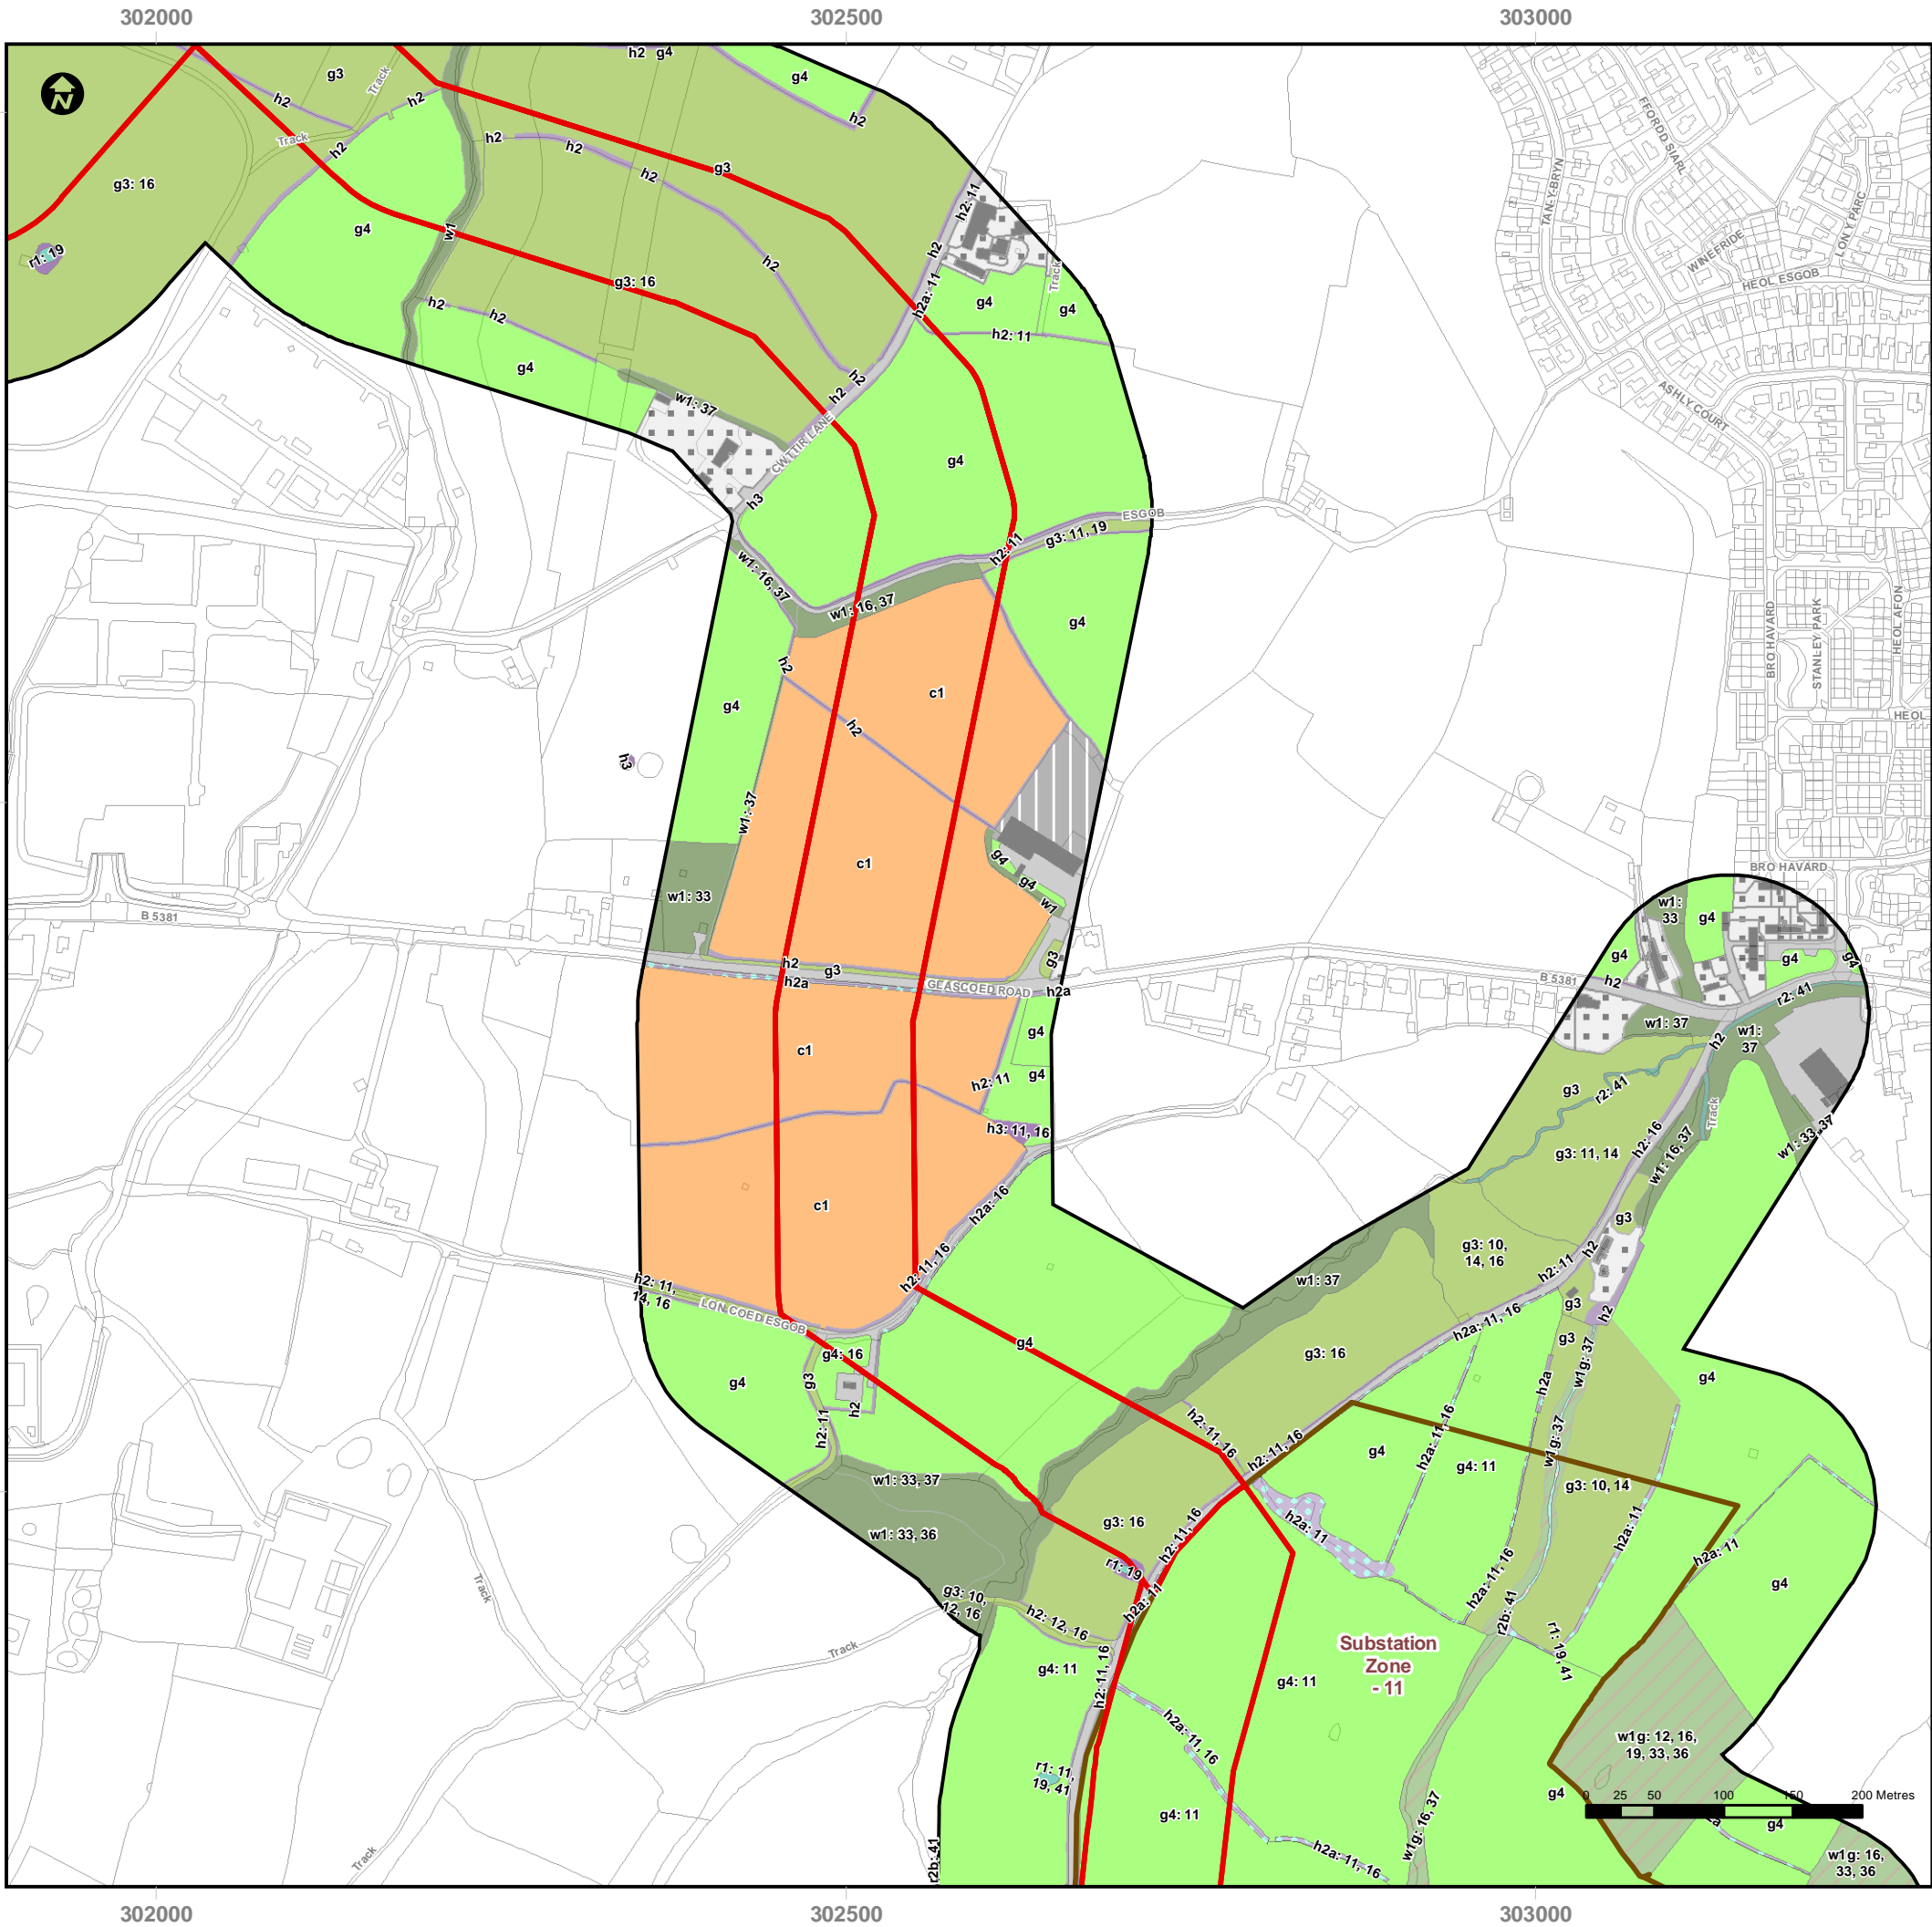 302000
302500
303000
N
h2
g4
g3
Track
g4
h2
h2
h2
Track
h2
h2
h2
h2
g3
g3: 16
g4
w1
h2
r1: 19
g3: 16
h2: 11
h2
h2a: 11
Track
g4
g4
h2: 11
h2
h2
g4
h2
h2
w1: 37
CWTTIR LANE
g4
h3
ESGOB
h2: 11
g3: 11, 19
w1: 16, 37
w1: 16, 37
g4
FFORDD SIARL
TAN-Y-BRYN
WINERIDE
LON Y PARC
HEOL ESGOB
ASHLY COURT
BRO HAVARD
STANLEY PARK
HEOL AFON
HEOL
h2
c1
g4
h2
h3
w1: 37
c1
g4
g4
w1
BRO HAVARD
w1: 33
B 5381
h2
g3
h2a
GLASCOED ROAD
g3
h2a
w1:
33
g4
g4
g4
g4
B 5381
h2
r2: 41
w1: 37
w1:
37
h2
g4
c1
g4
h2: 11
g3
r2: 41
Track
h3: 11, 16
g3: 11, 14
h2: 16
w1: 16, 37
w1: 33, 37
c1
h2a: 16
g3
h2
g3: 10,
14, 16
h2: 11
h2: 11, 16
w1: 37
h2: 11,
14, 16
LON COED ESGOB
g3
h2
g4
h2a: 11, 16
g3
g4: 16
g3: 16
g4
g3
h2
h2: 11
h2a
w1g: 37
g4
h2: 11, 16
h2: 11, 16
g4
h2a: 11, 16
w1g: 37
g4: 11
w1: 33, 37
g3: 10, 14
g3: 16
h2a: 11
h2a: 11
w1: 33, 36
h2: 11, 16
h2a: 11
r1: 19
h2a: 11, 16
g4
Track
g3: 10,
12, 16
h2: 12, 16
h2a: 11
r2b: 41
Track
Substation
Zone
- 11
r1: 19, 41
g4: 11
h2: 11, 16
g4: 11
h2a: 11, 16
w1g: 12, 16,
19, 33, 36
r1: 11,
19, 41
g4
0 25 50 100 150 200 Metres
g4: 11
g4
w1g: 16, 37
Track
r2b: 41
h2a: 11, 16
w1g: 16,
33, 36
302000
302500
303000